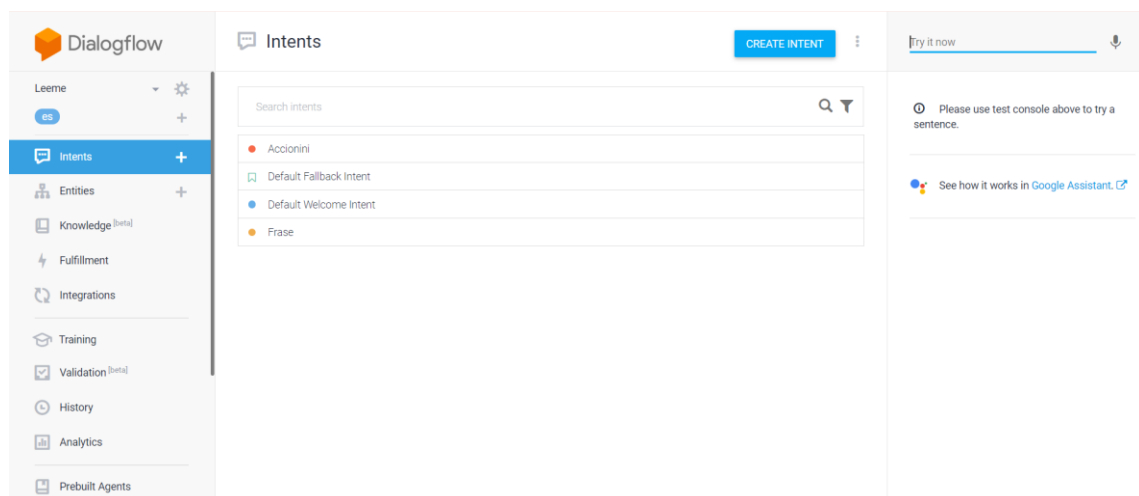 Dialogflow
Leeme
es
Intents
Entities
Knowledge [beta]
Fulfillment
Integrations
Training
Validation [beta]
History
Analytics
Prebuilt Agents
Intents
CREATE INTENT
Search intents
Accionini
Default Fallback Intent
Default Welcome Intent
Frase
Try it now
Please use test console above to try a
sentence.
See how it works in Google Assistant.